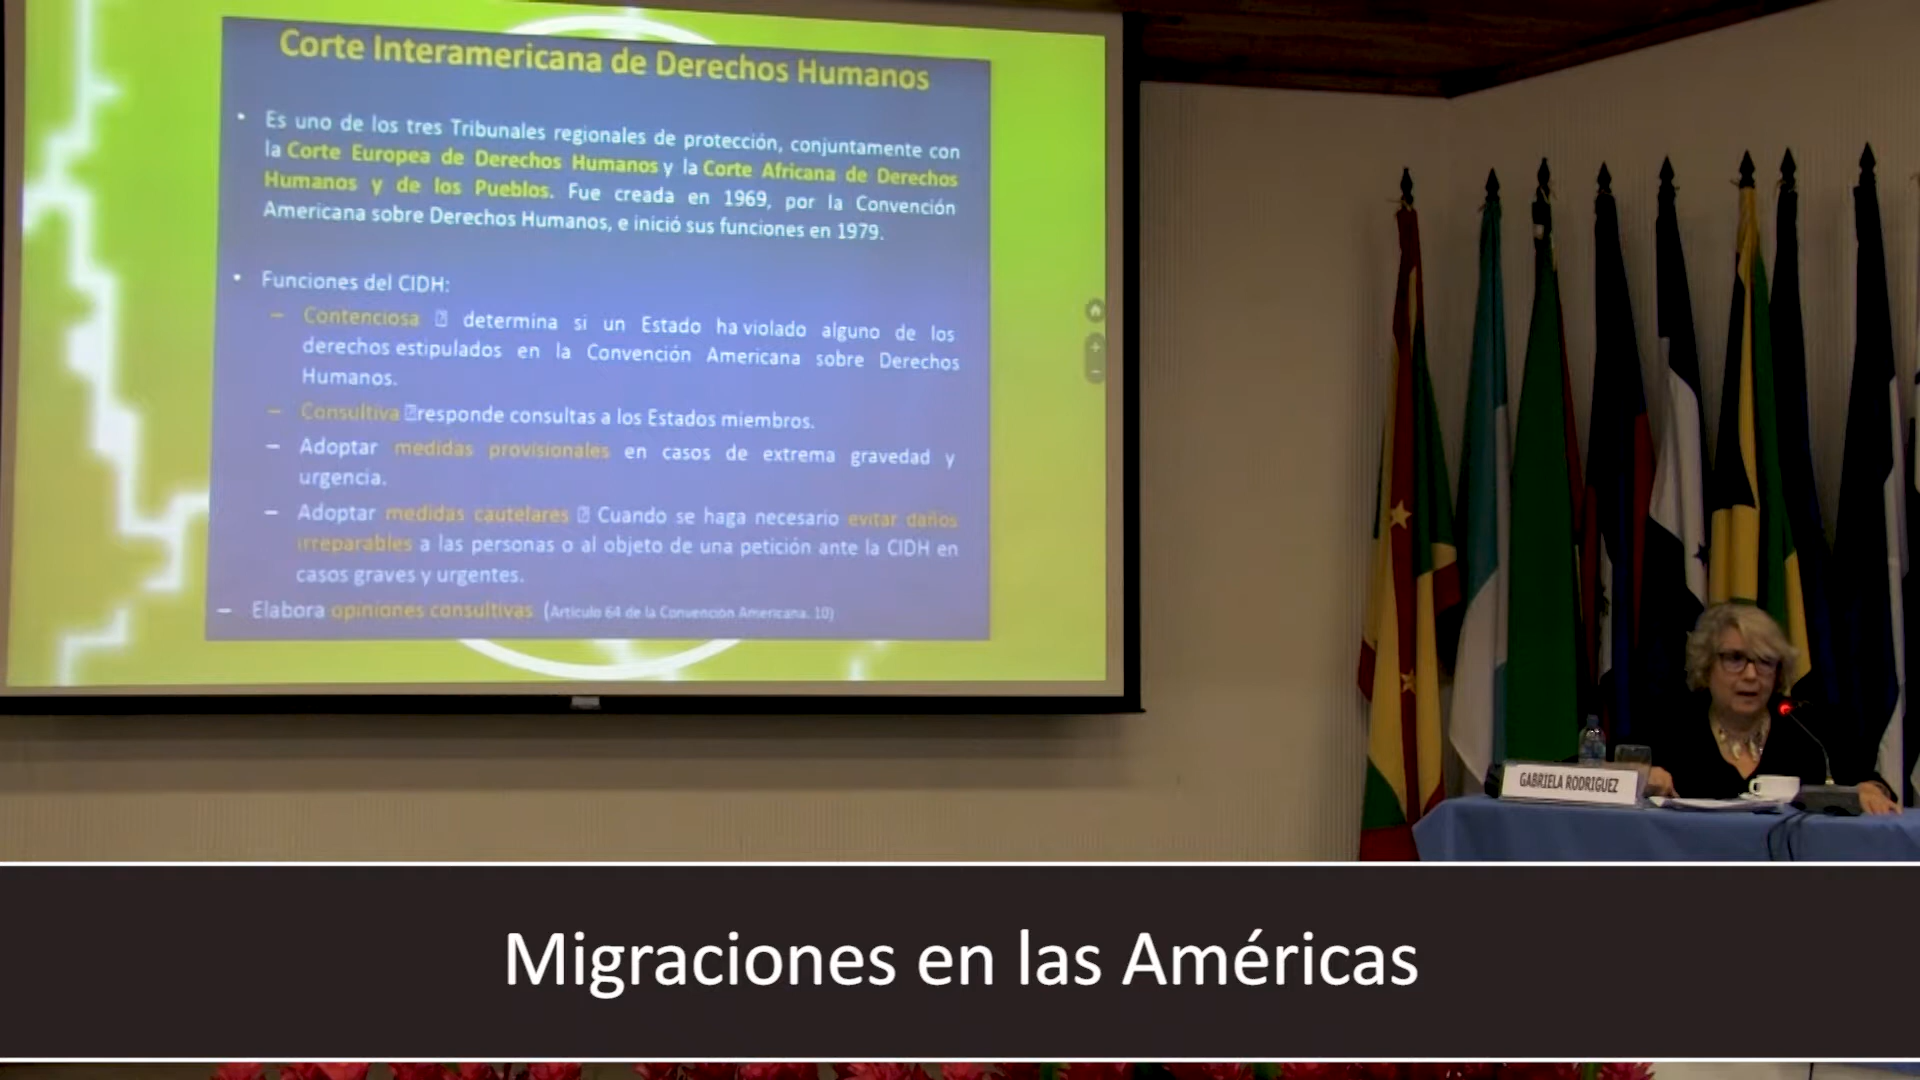 Corte Interamericana de Derechos Humanos
• Es uno de los tres Tribunales regionales de protección, conjuntamente con
la Corte Europea de Derechos Humanos y la Corte Africana de Derechos
Humanos y de los Pueblos. Fue creada en 1969, por la Convención
Americana sobre Derechos Humanos, e inició sus funciones en 1979.
• Funciones del CIDH:
– Contenciosa determina si un Estado ha violado alguno de los
derechos estipulados en la Convención Americana sobre Derechos
Humanos.
– Consultiva responde consultas a los Estados miembros.
– Adoptar medidas provisionales en casos de extrema gravedad y
urgencia.
– Adoptar medidas cautelares Cuando se haga necesario evitar daños
irreparables a las personas o al objeto de una petición ante la CIDH en
casos graves y urgentes.
– Elabora opiniones consultivas (Artículo 64 de la Convención Americana. 10)
GABRIELA RODRIGUEZ
Migraciones en las Américas